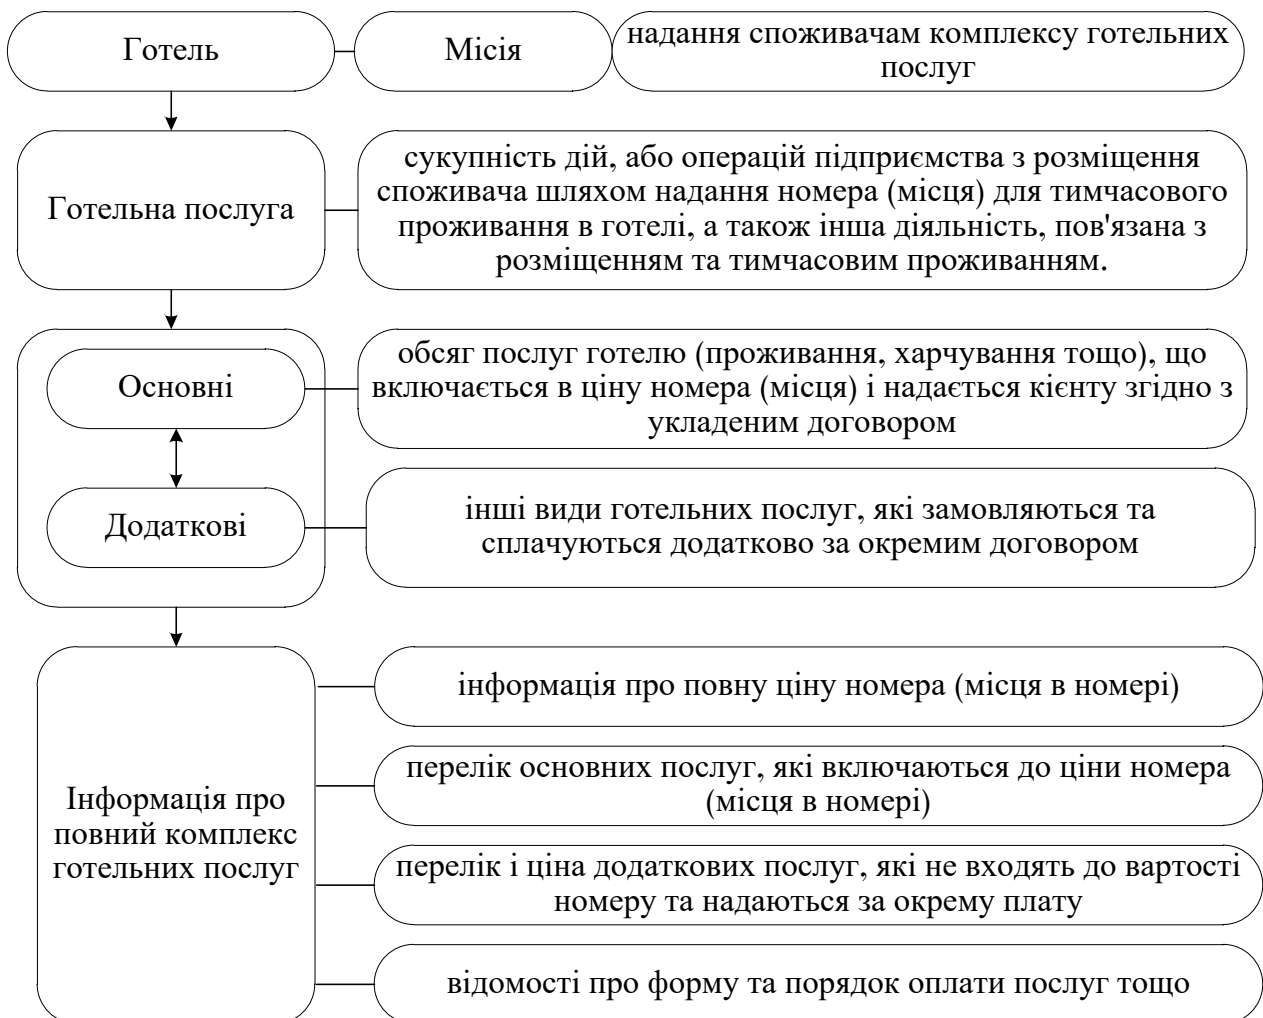 Готель
Місія
надання споживачам комплексу готельних
послуг
Готельна послуга
сукупність дій, або операцій підприємства з розміщення
споживача шляхом надання номера (місця) для тимчасового
проживання в готелі, а також інша діяльність, пов'язана з
розміщенням та тимчасовим проживанням.
Основні
обсяг послуг готелю (проживання, харчування тощо), що
включається в ціну номера (місця) і надається кієнту згідно з
укладеним договором
Додаткові
інші види готельних послуг, які замовляються та
сплачуються додатково за окремим договором
Інформація про
повний комплекс
готельних послуг
інформація про повну ціну номера (місця в номері)
перелік основних послуг, які включаються до ціни номера
(місця в номері)
перелік і ціна додаткових послуг, які не входять до вартості
номеру та надаються за окрему плату
відомості про форму та порядок оплати послуг тощо